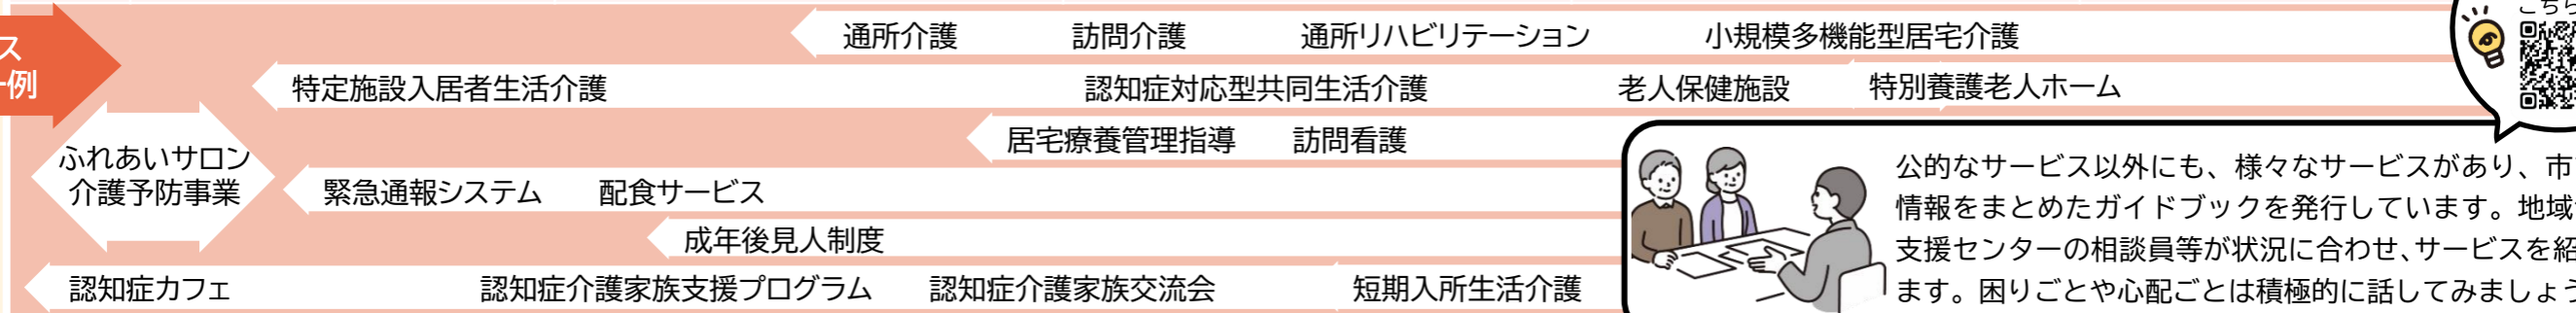 こちら
ス
一例
通所介護 訪問介護 通所リハビリテーション 小規模多機能型居宅介護
特定施設入居者生活介護 認知症対応型共同生活介護 老人保健施設 特別養護老人ホーム
居宅療養管理指導 訪問看護
ふれあいサロン
介護予防事業
緊急通報システム 配食サービス
成年後見人制度
認知症カフェ 認知症介護家族支援プログラム 認知症介護家族交流会 短期入所生活介護
公的なサービス以外にも、様々なサービスがあり、市
情報をまとめたガイドブックを発行しています。地域
支援センターの相談員等が状況に合わせ、サービスを紹
ます。困りごとや心配ごとは積極的に話してみましょう